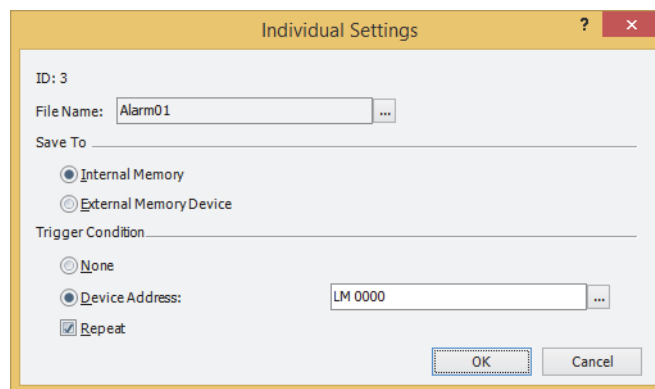 Individual Settings ? ×
ID: 3
File Name: Alarm01 ...
Save To
Internal Memory
External Memory Device
Trigger Condition
None
Device Address: LM 0000 ...
Repeat
OK Cancel